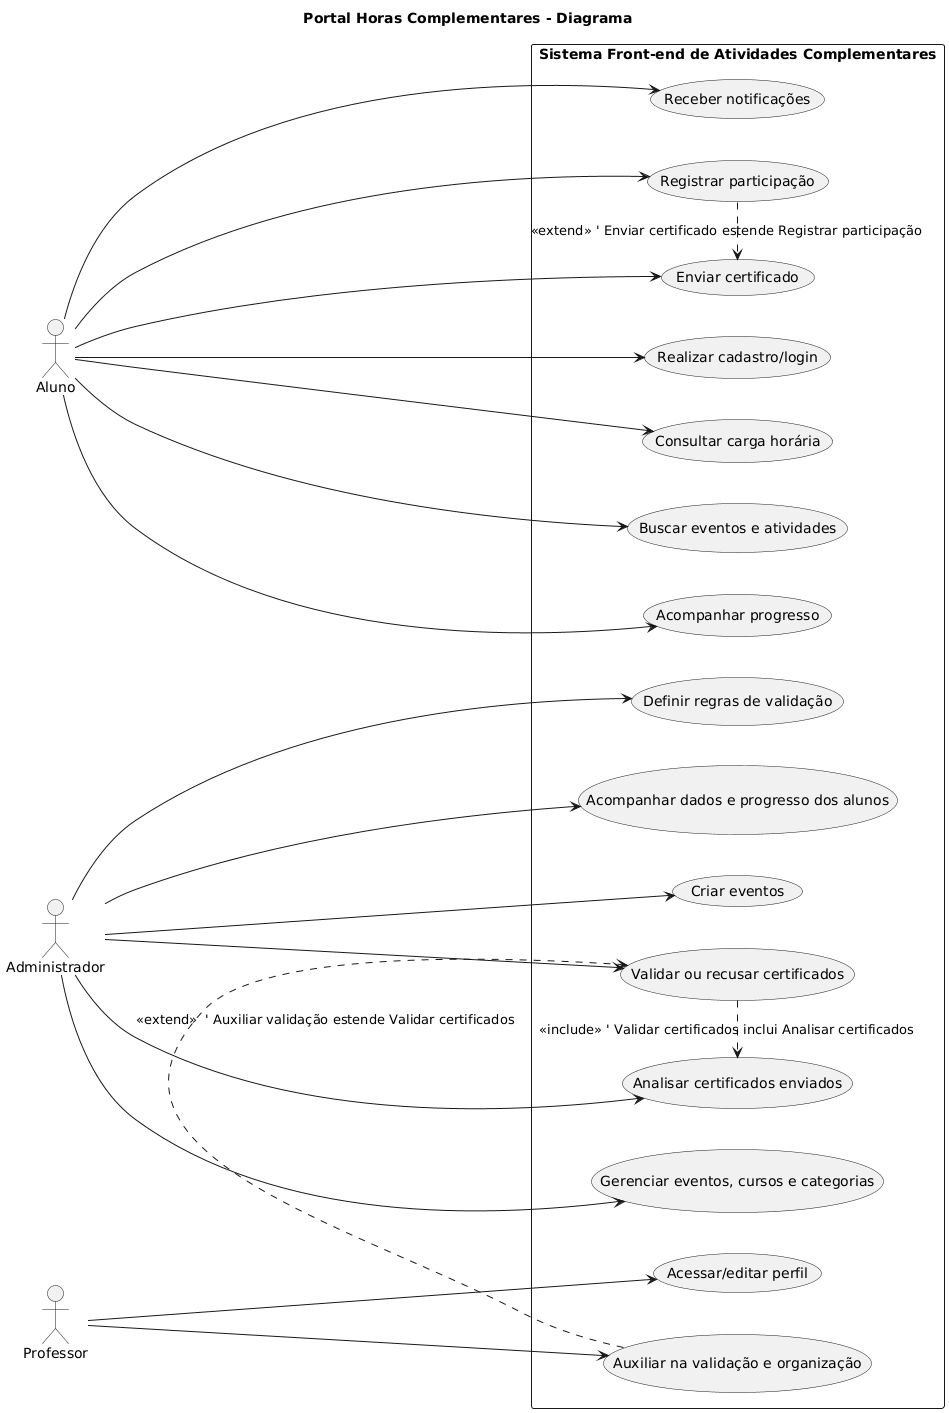 Portal Horas Complementares - Diagrama
Sistema Front-end de Atividades Complementares
Receber notificações
Registrar participação
«extend» ' Enviar certificado estende Registrar participação
Enviar certificado
Realizar cadastro/login
Aluno
Consultar carga horária
Buscar eventos e atividades
Acompanhar progresso
Definir regras de validação
Acompanhar dados e progresso dos alunos
Criar eventos
Administrador
Validar ou recusar certificados
«extend» ' Auxiliar validação estende Validar certificados
«include» ' Validar certificados inclui Analisar certificados
Analisar certificados enviados
Gerenciar eventos, cursos e categorias
Acessar/editar perfil
Professor
Auxiliar na validação e organização